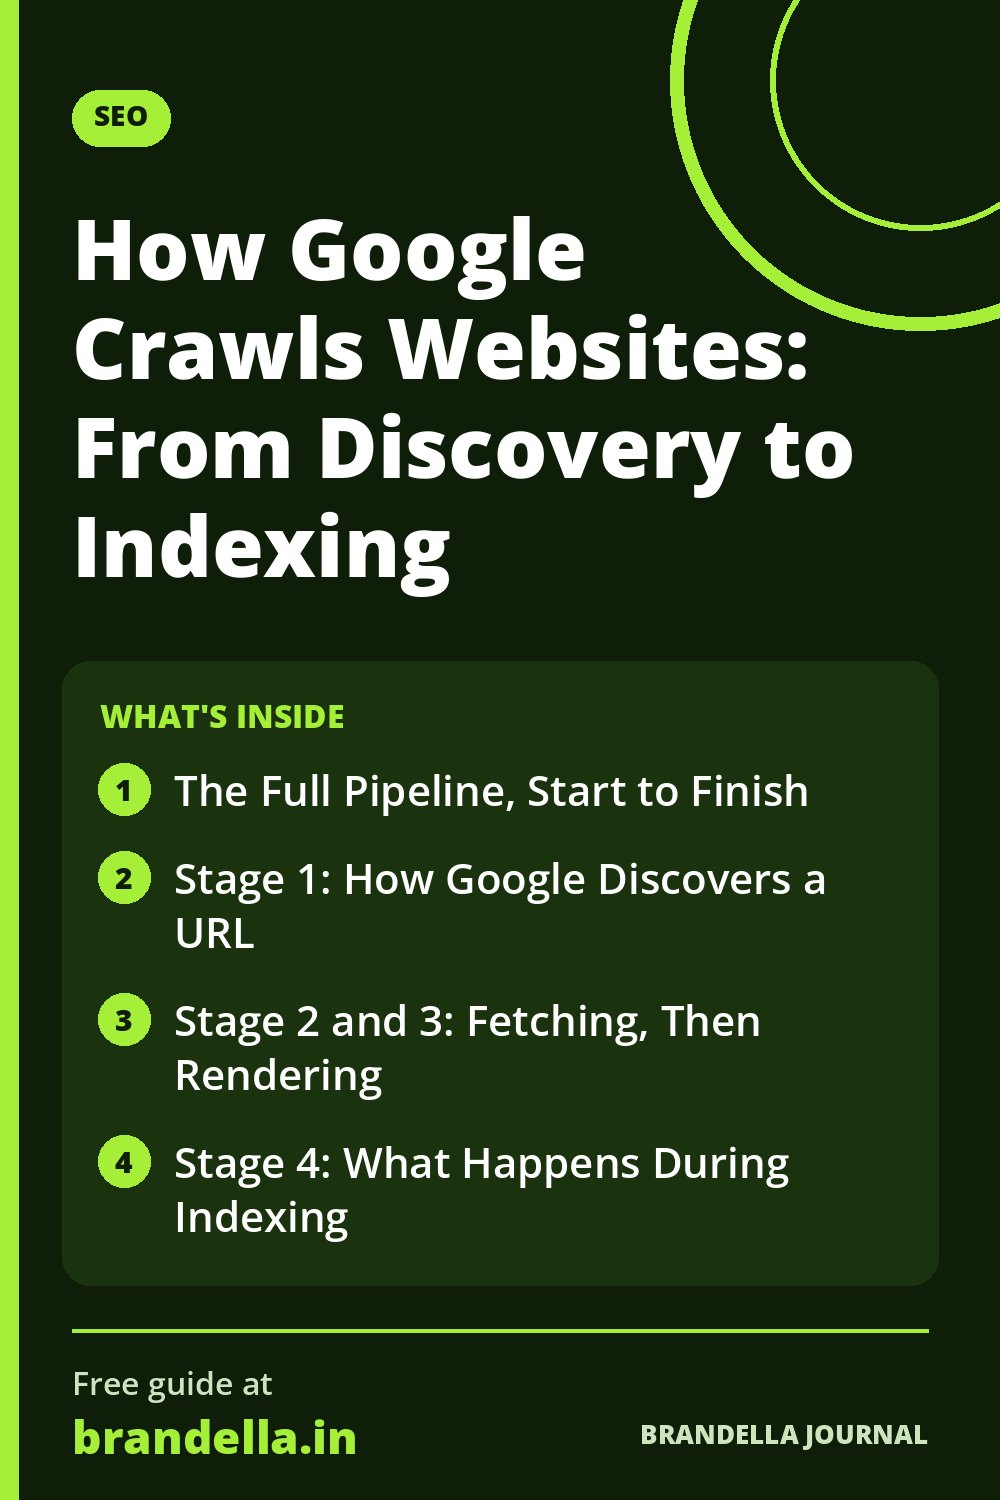 SEO
How Google
Crawls Websites:
From Discovery to
Indexing
WHAT'S INSIDE
1 The Full Pipeline, Start to Finish
2 Stage 1: How Google Discovers a
URL
3 Stage 2 and 3: Fetching, Then
Rendering
4 Stage 4: What Happens During
Indexing
Free guide at
brandella.in
BRANDELLA JOURNAL